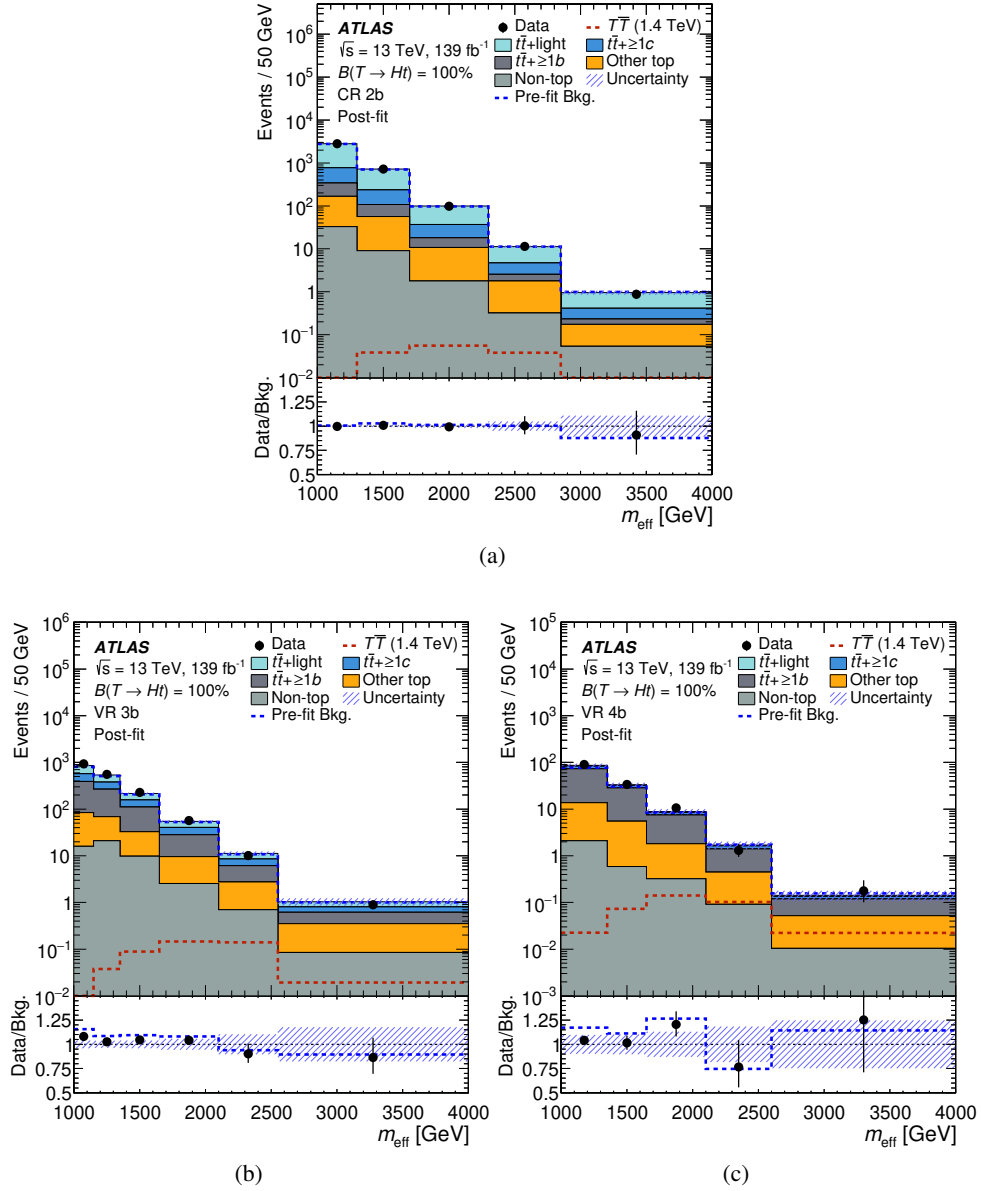 Events / 50 GeV
10⁶
10⁵
10⁴
10³
10²
10
1
10⁻¹
10⁻²
ATLAS
√s = 13 TeV, 139 fb⁻¹
B(T → Ht) = 100%
CR 2b
Post-fit
Data
TT̅ (1.4 TeV)
tt̅+light
tt̅+≥1c
tt̅+≥1b
Other top
Non-top
Uncertainty
Pre-fit Bkg.
Data/Bkg.
1.25
1
0.75
0.5
1000 1500 2000 2500 3000 3500 4000
m_eff [GeV]
(a)
Events / 50 GeV
10⁶
10⁵
10⁴
10³
10²
10
1
10⁻¹
10⁻²
ATLAS
√s = 13 TeV, 139 fb⁻¹
B(T → Ht) = 100%
VR 3b
Post-fit
Data
TT̅ (1.4 TeV)
tt̅+light
tt̅+≥1c
tt̅+≥1b
Other top
Non-top
Uncertainty
Pre-fit Bkg.
Data/Bkg.
1.25
1
0.75
0.5
1000 1500 2000 2500 3000 3500 4000
m_eff [GeV]
(b)
Events / 50 GeV
10⁵
10⁴
10³
10²
10
1
10⁻¹
10⁻²
10⁻³
ATLAS
√s = 13 TeV, 139 fb⁻¹
B(T → Ht) = 100%
VR 4b
Post-fit
Data
TT̅ (1.4 TeV)
tt̅+light
tt̅+≥1c
tt̅+≥1b
Other top
Non-top
Uncertainty
Pre-fit Bkg.
Data/Bkg.
1.25
1
0.75
0.5
1000 1500 2000 2500 3000 3500 4000
m_eff [GeV]
(c)